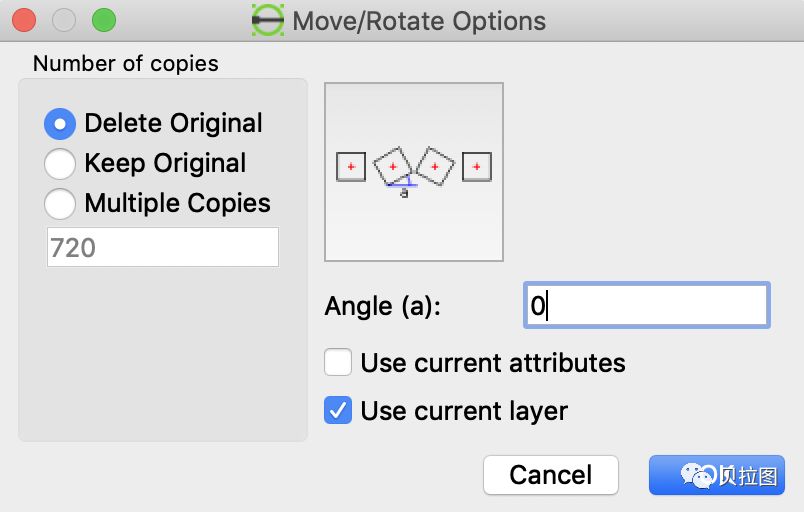 Move/Rotate Options
Number of copies
Delete Original
Keep Original
Multiple Copies
720
a
Angle (a):
0
Use current attributes
Use current layer
Cancel
贝拉图